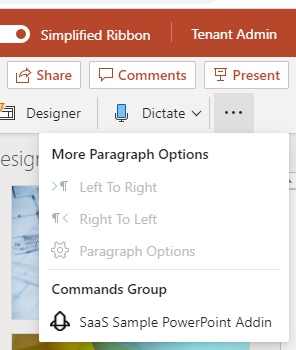 Simplified Ribbon Tenant Admin
Share Comments Present
Designer Dictate
More Paragraph Options
Left To Right
Right To Left
Paragraph Options
Commands Group
SaaS Sample PowerPoint Addin